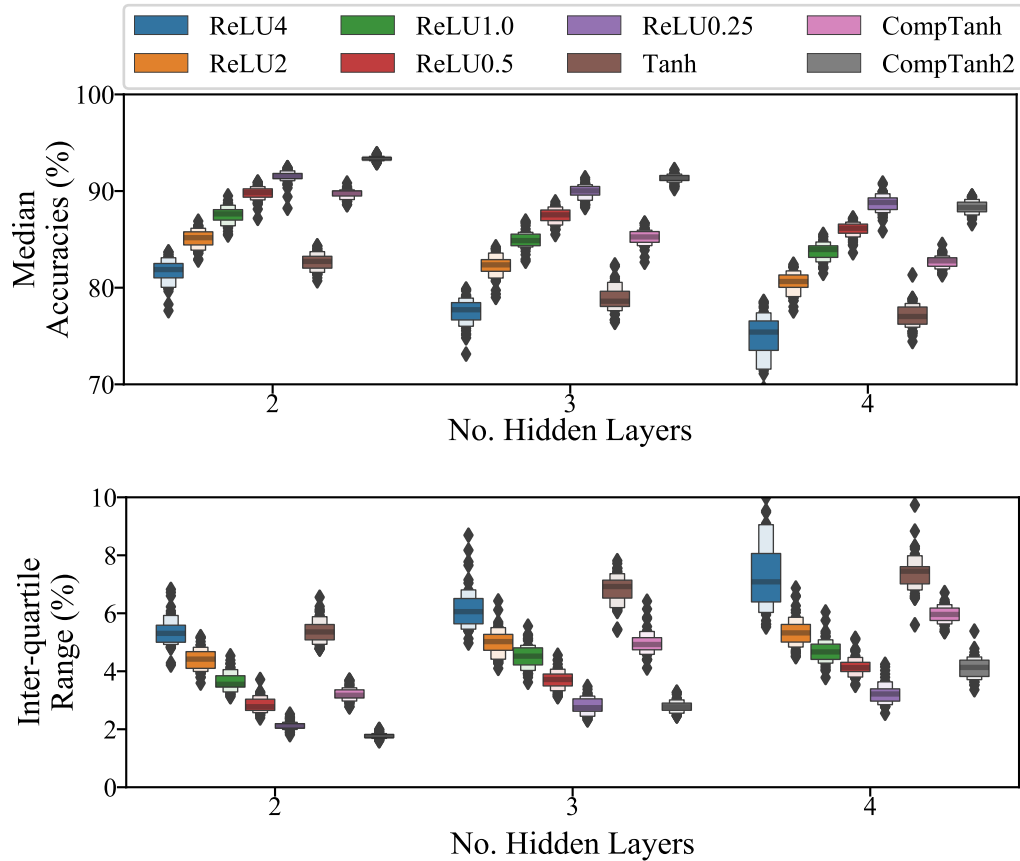 ReLU4 ReLU1.0 ReLU0.25 CompTanh
ReLU2 ReLU0.5 Tanh CompTanh2
100
90
80
70
Median
Accuracies (%)
2 3 4
No. Hidden Layers
10
8
6
4
2
0
Inter-quartile
Range (%)
2 3 4
No. Hidden Layers